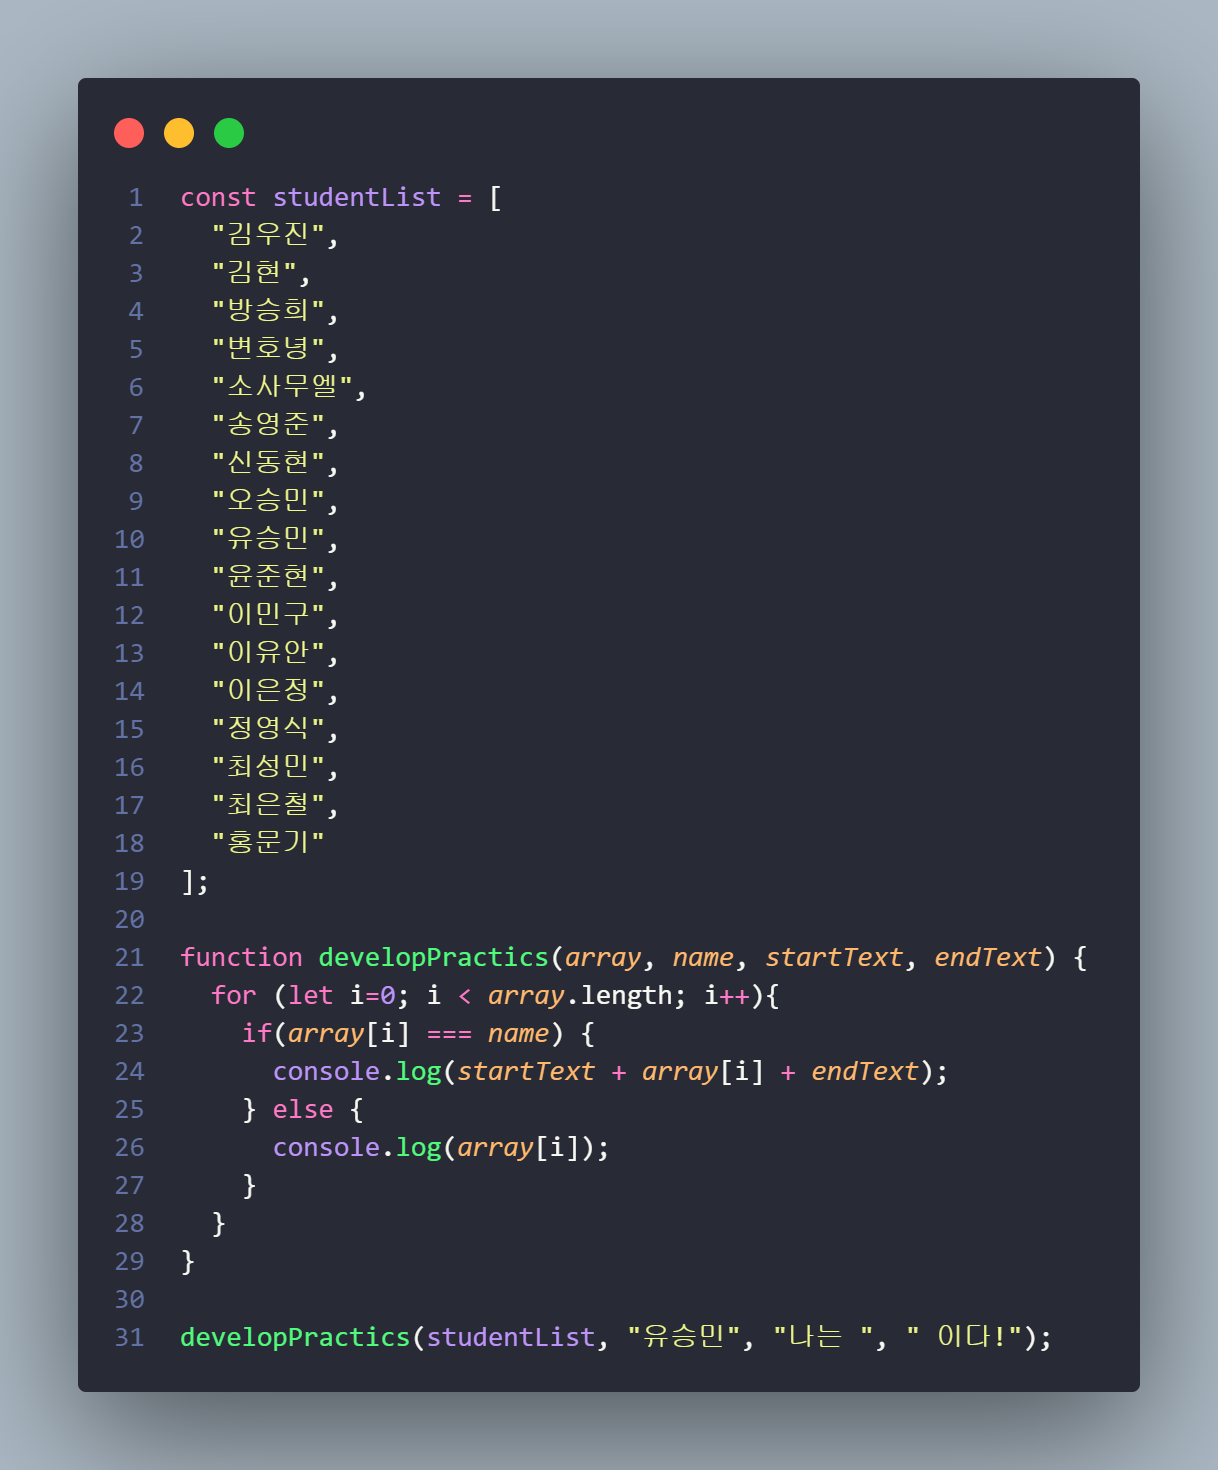 1 const studentList = [
2   "김우진",
3   "김현",
4   "방승희",
5   "변호녕",
6   "소사무엘",
7   "송영준",
8   "신동현",
9   "오승민",
10   "유승민",
11   "윤준현",
12   "이민구",
13   "이유안",
14   "이은정",
15   "정영식",
16   "최성민",
17   "최은철",
18   "홍문기"
19 ];
20
21 function developPractics(array, name, startText, endText) {
22   for (let i=0; i < array.length; i++){
23     if(array[i] === name) {
24       console.log(startText + array[i] + endText);
25     } else {
26       console.log(array[i]);
27     }
28   }
29 }
30
31 developPractics(studentList, "유승민", "나는 ", " 이다!");